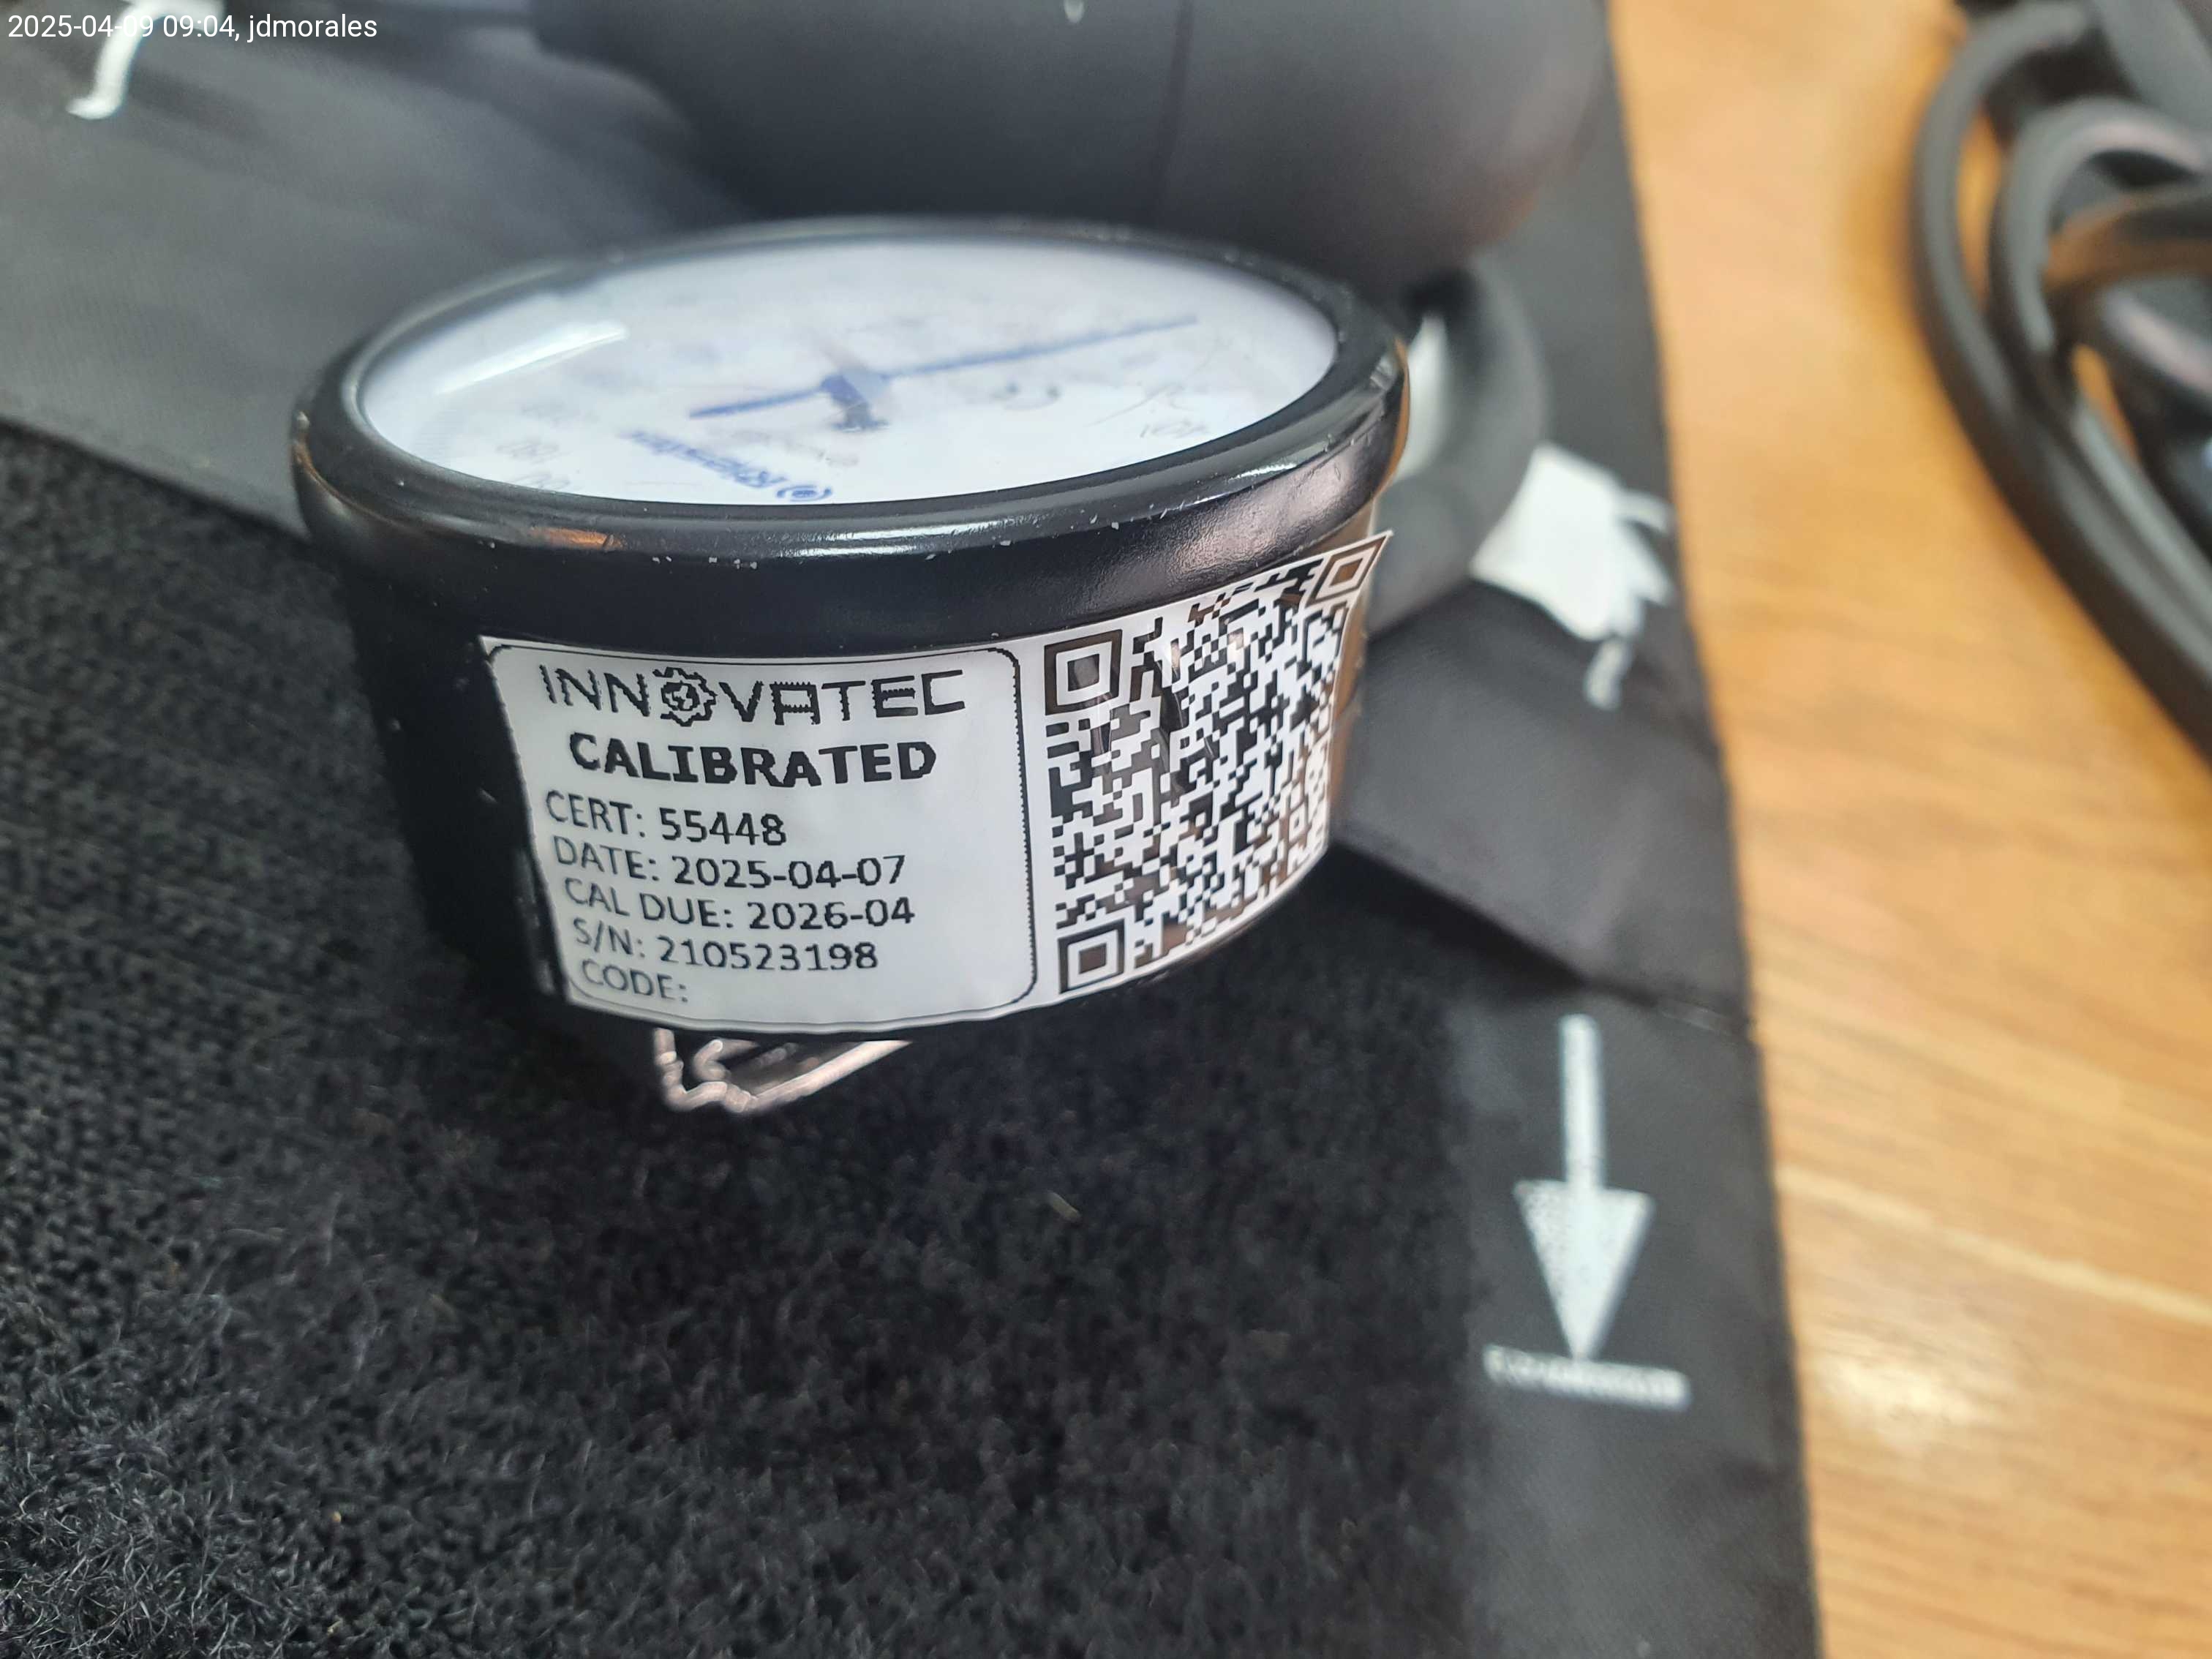 2025-04-09 09:04, jdmorales
Riester
INNOVATEC
CALIBRATED
CERT: 55448
DATE: 2025-04-07
CAL DUE: 2026-04
S/N: 210523198
CODE: